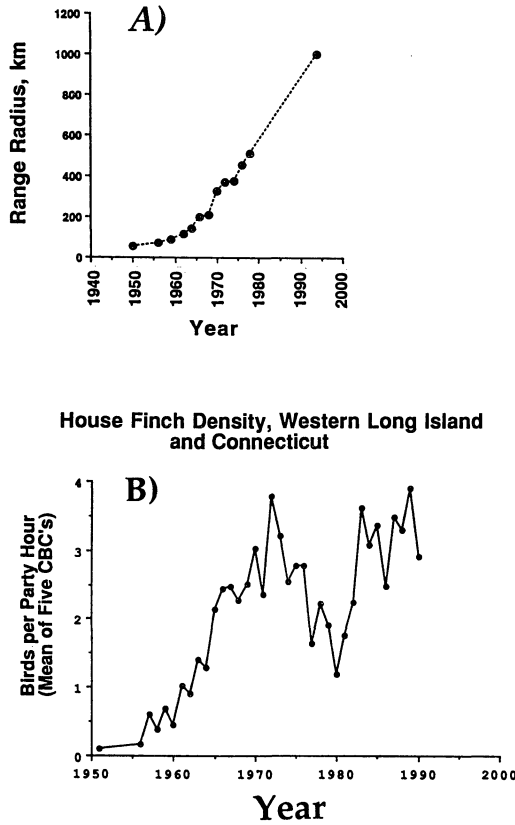 A)
1200
1000
800
600
400
200
0
Range Radius, km
1940
1950
1960
1970
1980
1990
2000
Year
House Finch Density, Western Long Island
and Connecticut
B)
4
3
2
1
0
Birds per Party Hour
(Mean of Five CBC's)
1950
1960
1970
1980
1990
2000
Year